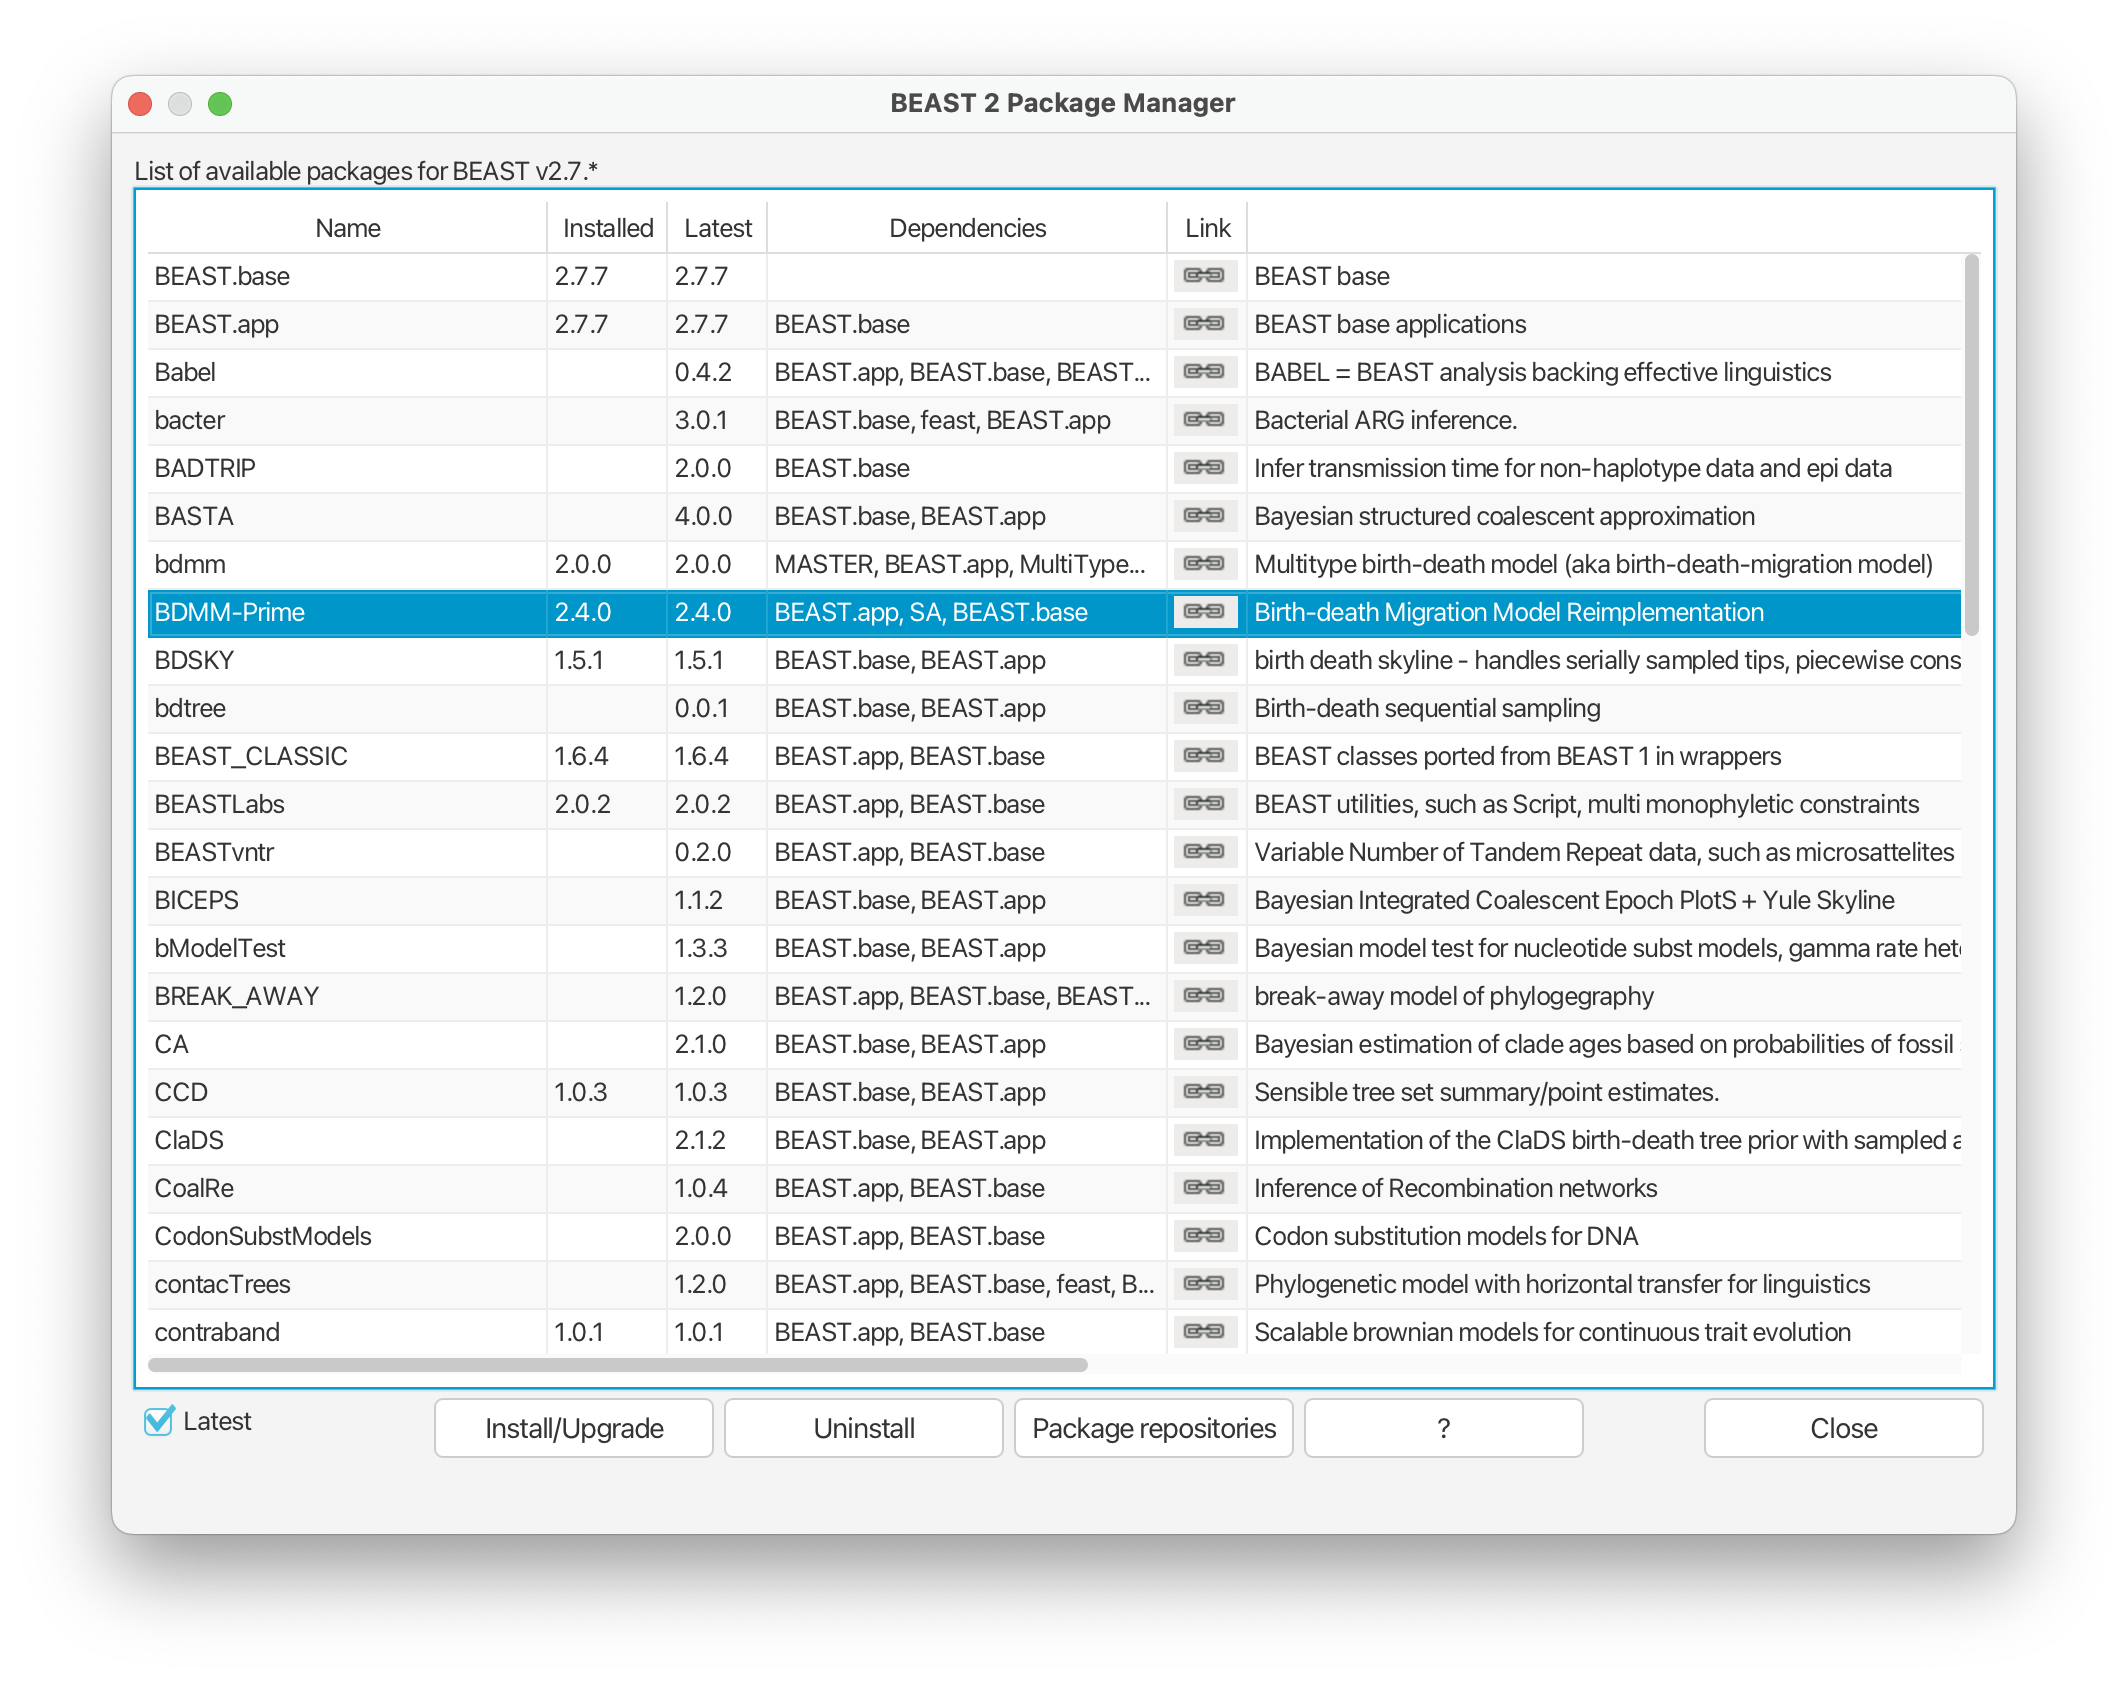 BEAST 2 Package Manager
List of available packages for BEAST v2.7.*
Name Installed Latest Dependencies Link
BEAST.base 2.7.7 2.7.7 BEAST base
BEAST.app 2.7.7 2.7.7 BEAST.base BEAST base applications
Babel 0.4.2 BEAST.app, BEAST.base, BEAST... BABEL = BEAST analysis backing effective linguistics
bacter 3.0.1 BEAST.base, feast, BEAST.app Bacterial ARG inference.
BADTRIP 2.0.0 BEAST.base Infer transmission time for non-haplotype data and epi data
BASTA 4.0.0 BEAST.base, BEAST.app Bayesian structured coalescent approximation
bdmm 2.0.0 2.0.0 MASTER, BEAST.app, MultiType... Multitype birth-death model (aka birth-death-migration model)
BDMM-Prime 2.4.0 2.4.0 BEAST.app, SA, BEAST.base Birth-death Migration Model Reimplementation
BDSKY 1.5.1 1.5.1 BEAST.base, BEAST.app birth death skyline - handles serially sampled tips, piecewise cons
bdtree 0.0.1 BEAST.base, BEAST.app Birth-death sequential sampling
BEAST_CLASSIC 1.6.4 1.6.4 BEAST.app, BEAST.base BEAST classes ported from BEAST 1 in wrappers
BEASTLabs 2.0.2 2.0.2 BEAST.app, BEAST.base BEAST utilities, such as Script, multi monophyletic constraints
BEASTvntr 0.2.0 BEAST.app, BEAST.base Variable Number of Tandem Repeat data, such as microsattelites
BICEPS 1.1.2 BEAST.base, BEAST.app Bayesian Integrated Coalescent Epoch PlotS + Yule Skyline
bModelTest 1.3.3 BEAST.base, BEAST.app Bayesian model test for nucleotide subst models, gamma rate het
BREAK_AWAY 1.2.0 BEAST.app, BEAST.base, BEAST... break-away model of phylogegraphy
CA 2.1.0 BEAST.base, BEAST.app Bayesian estimation of clade ages based on probabilities of fossil
CCD 1.0.3 1.0.3 BEAST.base, BEAST.app Sensible tree set summary/point estimates.
ClaDS 2.1.2 BEAST.base, BEAST.app Implementation of the ClaDS birth-death tree prior with sampled a
CoalRe 1.0.4 BEAST.app, BEAST.base Inference of Recombination networks
CodonSubstModels 2.0.0 BEAST.app, BEAST.base Codon substitution models for DNA
contacTrees 1.2.0 BEAST.app, BEAST.base, feast, B... Phylogenetic model with horizontal transfer for linguistics
contraband 1.0.1 1.0.1 BEAST.app, BEAST.base Scalable brownian models for continuous trait evolution
Latest Install/Upgrade Uninstall Package repositories ? Close